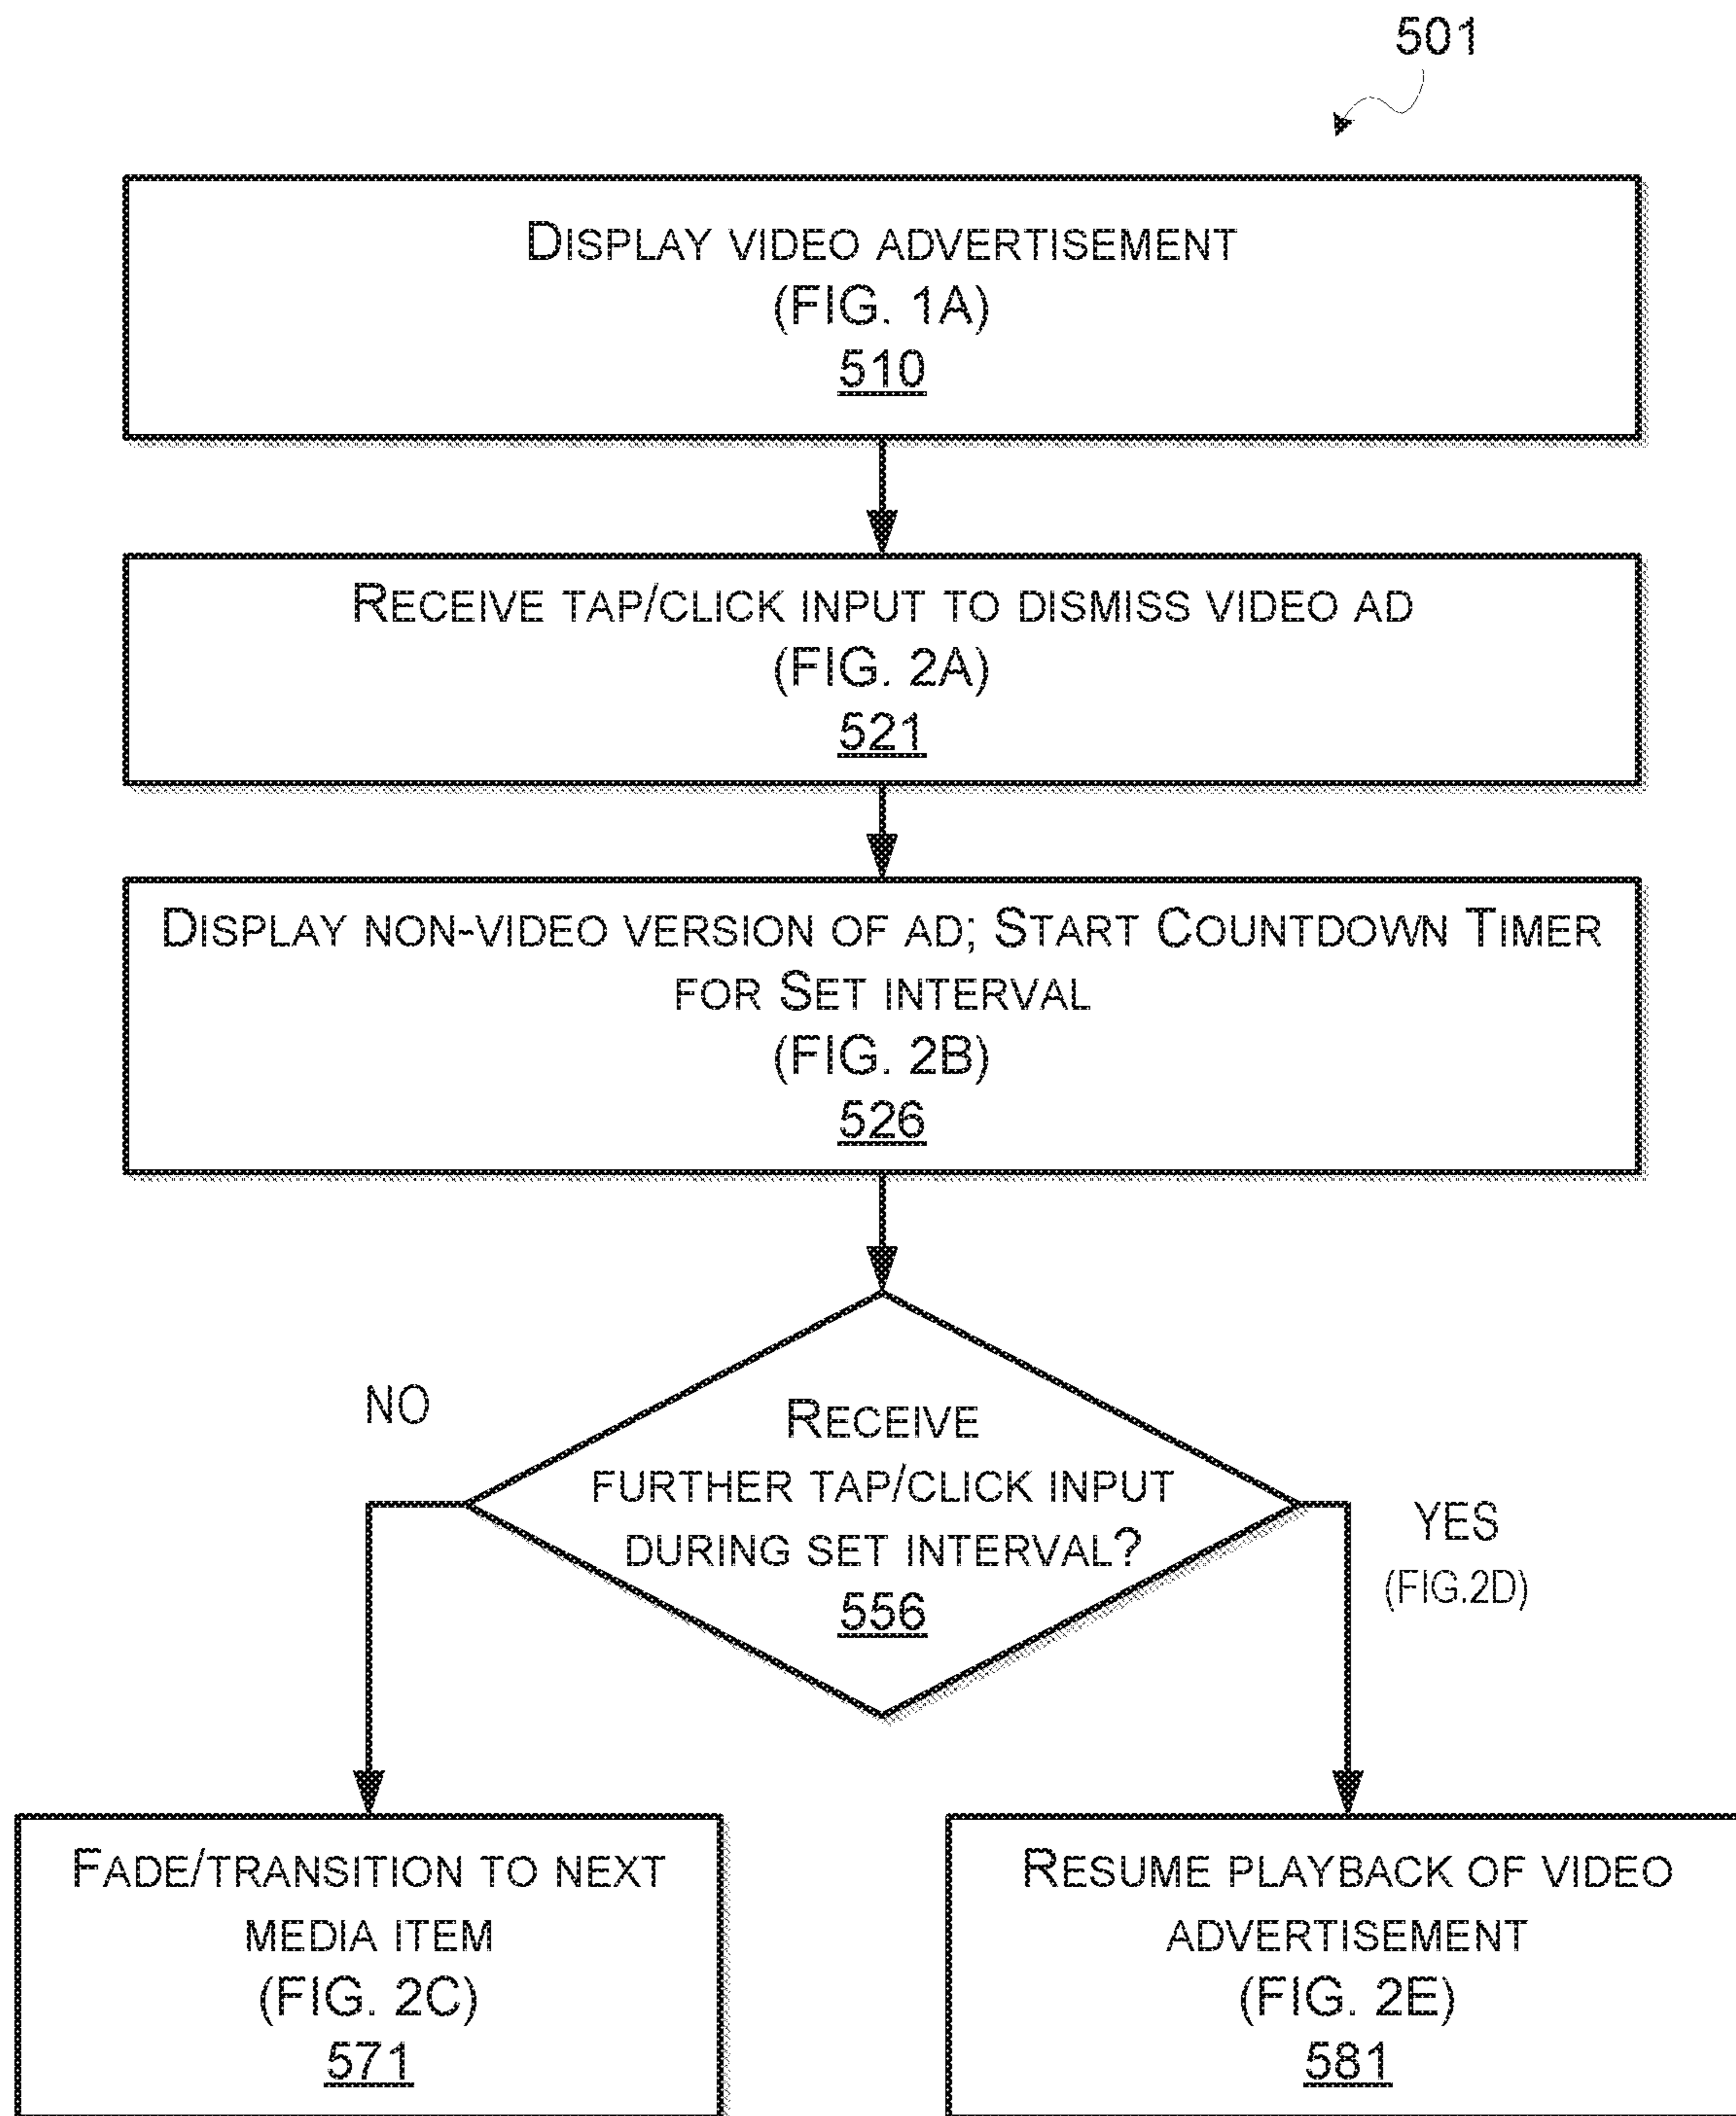 501
DISPLAY VIDEO ADVERTISEMENT
(FIG. 1A)
510
RECEIVE TAP/CLICK INPUT TO DISMISS VIDEO AD
(FIG. 2A)
521
DISPLAY NON-VIDEO VERSION OF AD; START COUNTDOWN TIMER
FOR SET INTERVAL
(FIG. 2B)
526
NO
RECEIVE
FURTHER TAP/CLICK INPUT
DURING SET INTERVAL?
556
YES
(FIG.2D)
FADE/TRANSITION TO NEXT
MEDIA ITEM
(FIG. 2C)
571
RESUME PLAYBACK OF VIDEO
ADVERTISEMENT
(FIG. 2E)
581